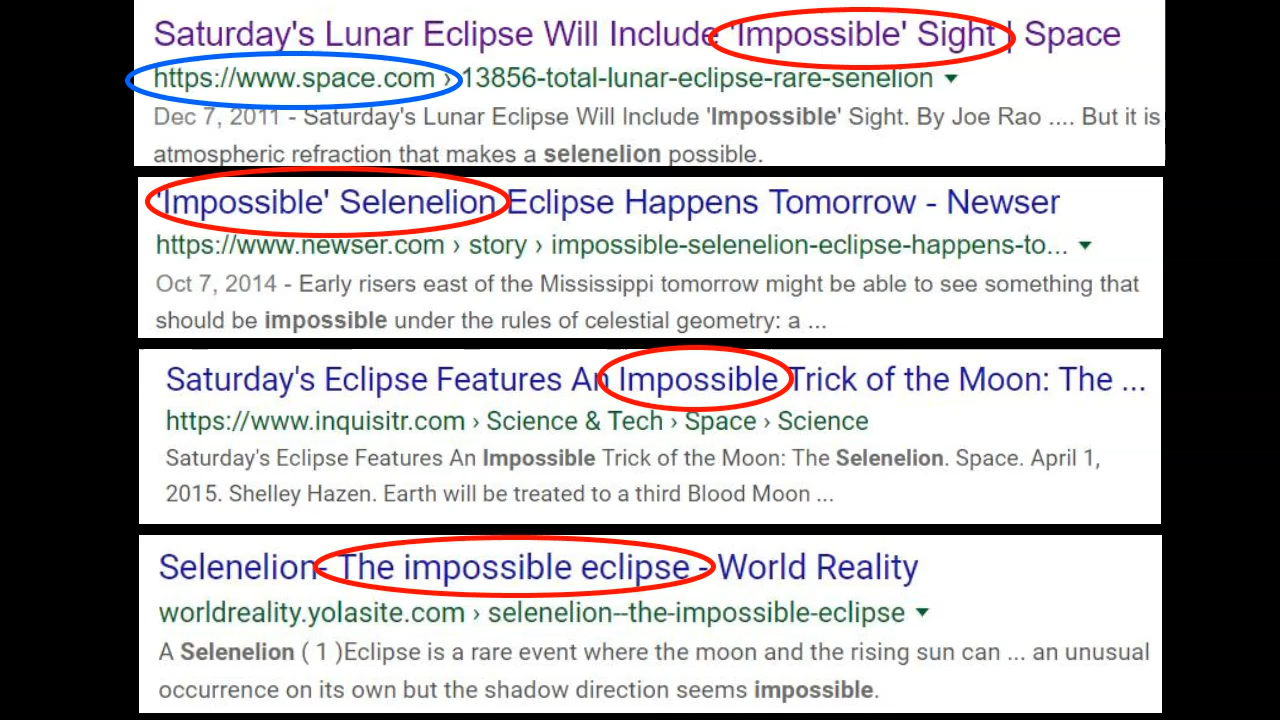 Saturday's Lunar Eclipse Will Include 'Impossible' Sight | Space
https://www.space.com › 13856-total-lunar-eclipse-rare-senelion
Dec 7, 2011 - Saturday's Lunar Eclipse Will Include 'Impossible' Sight. By Joe Rao .... But it is
atmospheric refraction that makes a selenelion possible.
'Impossible' Selenelion Eclipse Happens Tomorrow - Newser
https://www.newser.com › story › impossible-selenelion-eclipse-happens-to...
Oct 7, 2014 - Early risers east of the Mississippi tomorrow might be able to see something that
should be impossible under the rules of celestial geometry: a ...
Saturday's Eclipse Features An Impossible Trick of the Moon: The ...
https://www.inquisitr.com › Science & Tech › Space › Science
Saturday's Eclipse Features An Impossible Trick of the Moon: The Selenelion. Space. April 1,
2015. Shelley Hazen. Earth will be treated to a third Blood Moon ...
Selenelion- The impossible eclipse - World Reality
worldreality.yolasite.com › selenelion--the-impossible-eclipse
A Selenelion ( 1 )Eclipse is a rare event where the moon and the rising sun can ... an unusual
occurrence on its own but the shadow direction seems impossible.